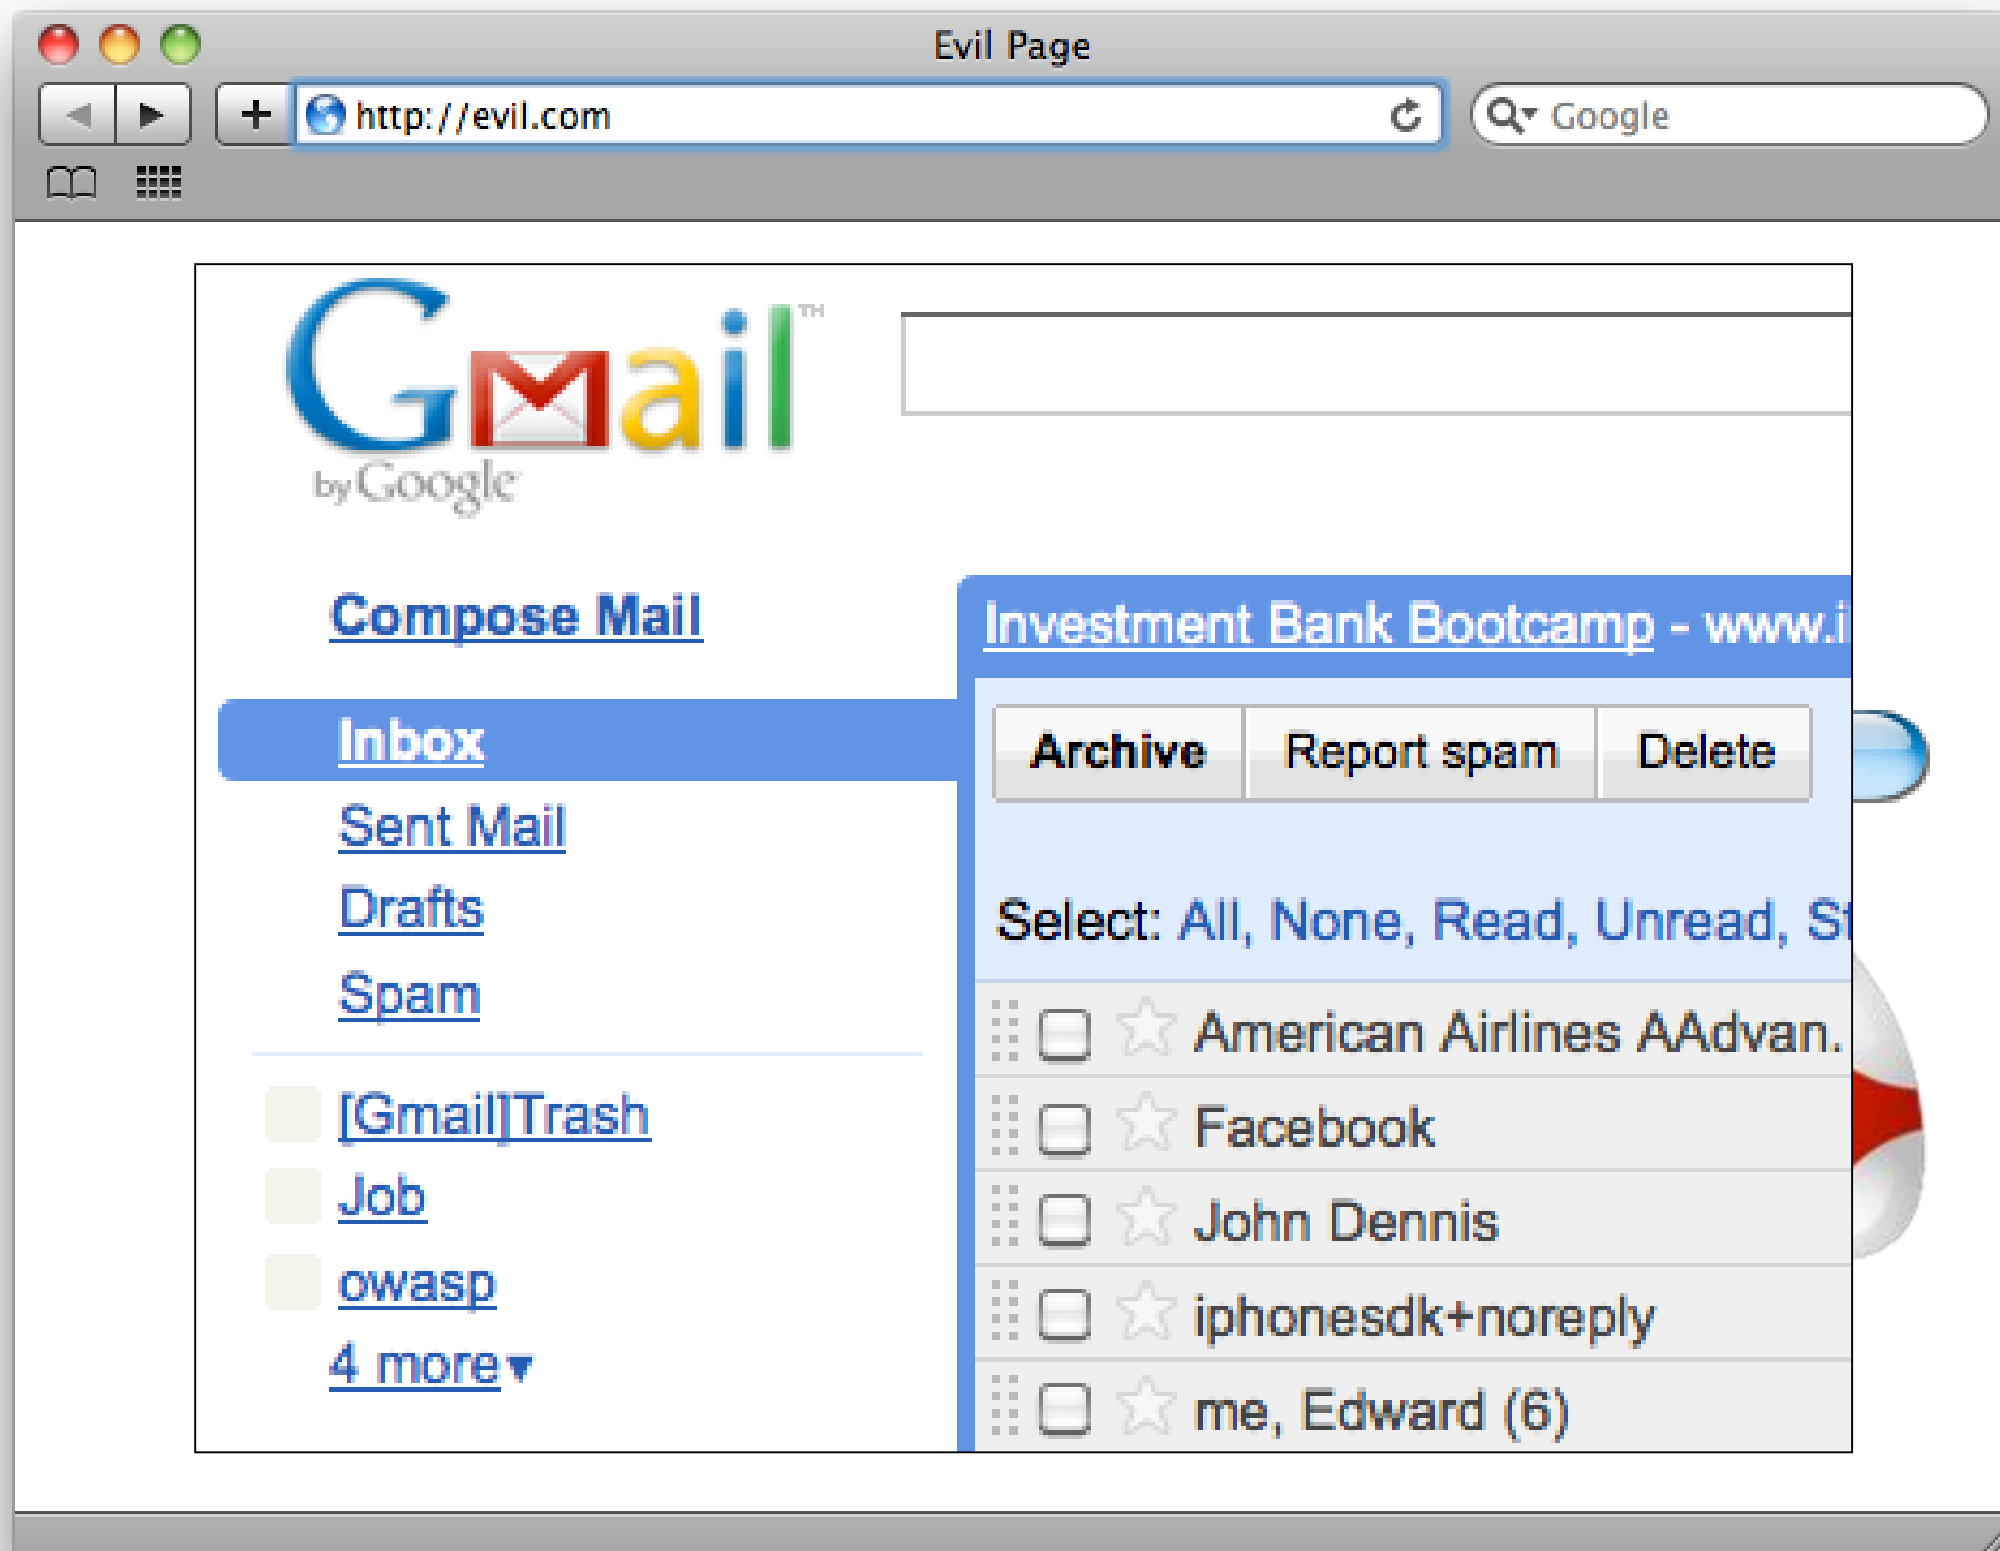 Evil Page
http://evil.com
Google
Gmail™
by Google
Compose Mail
Inbox
Sent Mail
Drafts
Spam
[Gmail]Trash
Job
owasp
4 more▼
Investment Bank Bootcamp - www.i
Archive Report spam Delete
Select: All, None, Read, Unread, St
American Airlines AAdvan.
Facebook
John Dennis
iphonesdk+noreply
me, Edward (6)